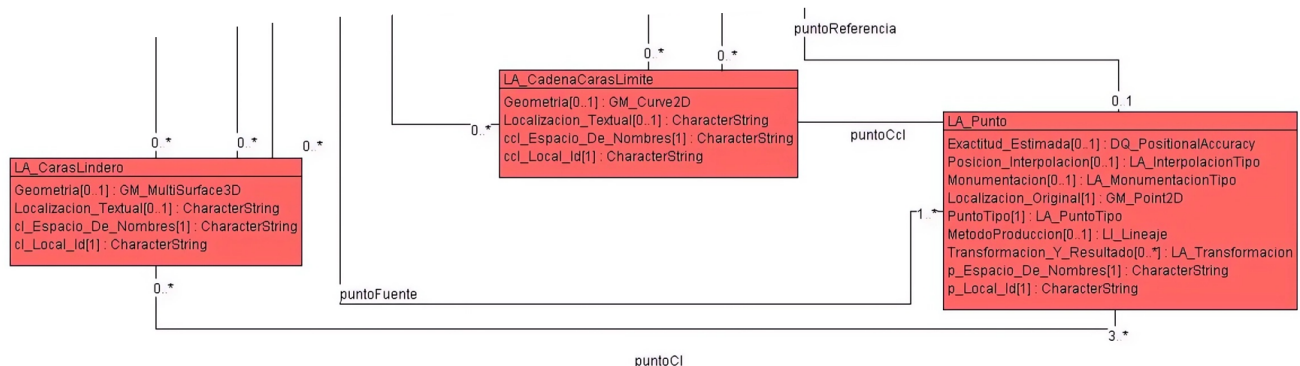 puntoReferencia
0..*
0..*
LA_CadenaCarasLimite
Geometria[0..1] : GM_Curve2D
Localizacion_Textual[0..1] : CharacterString
ccl_Espacio_De_Nombres[1] : CharacterString
ccl_Local_Id[1] : CharacterString
0..*
puntoCcl
0..1
LA_Punto
Exactitud_Estimada[0..1] : DQ_PositionalAccuracy
Posicion_Interpolacion[0..1] : LA_InterpolacionTipo
Monumentacion[0..1] : LA_MonumentacionTipo
Localizacion_Original[1] : GM_Point2D
PuntoTipo[1] : LA_PuntoTipo
MetodoProduccion[0..1] : LI_Lineaje
Transformacion_Y_Resultado[0..*] : LA_Transformacion
p_Espacio_De_Nombres[1] : CharacterString
p_Local_Id[1] : CharacterString
0..*
0..*
0..*
LA_CarasLindero
Geometria[0..1] : GM_MultiSurface3D
Localizacion_Textual[0..1] : CharacterString
cl_Espacio_De_Nombres[1] : CharacterString
cl_Local_Id[1] : CharacterString
1..*
0..*
puntoFuente
3..*
puntoCl